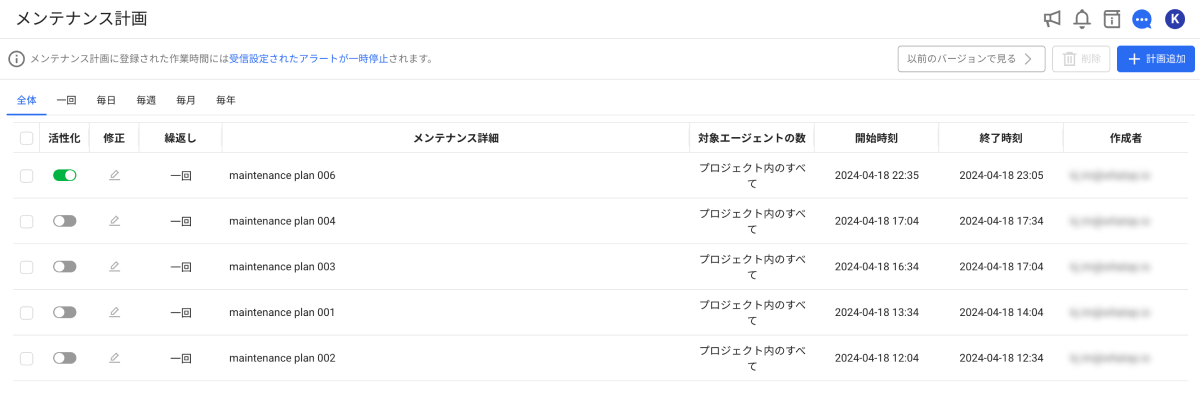 メンテナンス計画
K
メンテナンス計画に登録された作業時間には受信設定されたアラートが一時停止されます。
以前のバージョンで見る
削除
計画追加
全体 一回 毎日 毎週 毎月 毎年
活性化 修正 繰返し メンテナンス詳細 対象エージェントの数 開始時刻 終了時刻 作成者
一回 maintenance plan 006 プロジェクト内のすべて 2024-04-18 22:35 2024-04-18 23:05
一回 maintenance plan 004 プロジェクト内のすべて 2024-04-18 17:04 2024-04-18 17:34
一回 maintenance plan 003 プロジェクト内のすべて 2024-04-18 16:34 2024-04-18 17:04
一回 maintenance plan 001 プロジェクト内のすべて 2024-04-18 13:34 2024-04-18 14:04
一回 maintenance plan 002 プロジェクト内のすべて 2024-04-18 12:04 2024-04-18 12:34